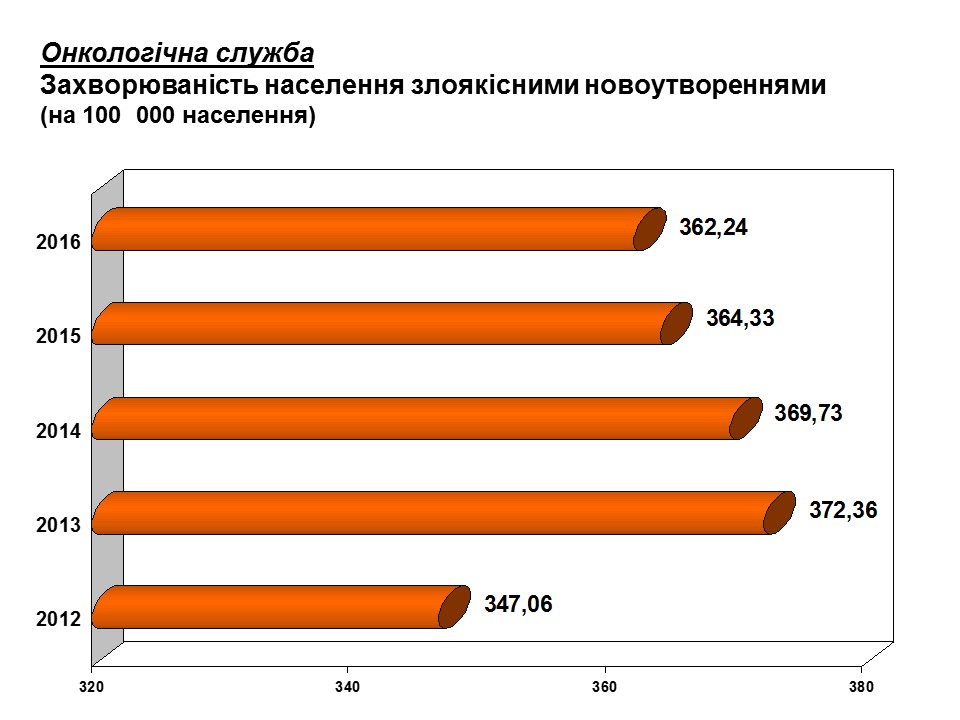 Онкологічна служба
Захворюваність населення злоякісними новоутвореннями
(на 100 000 населення)
2016 362,24
2015 364,33
2014 369,73
2013 372,36
2012 347,06
320 340 360 380